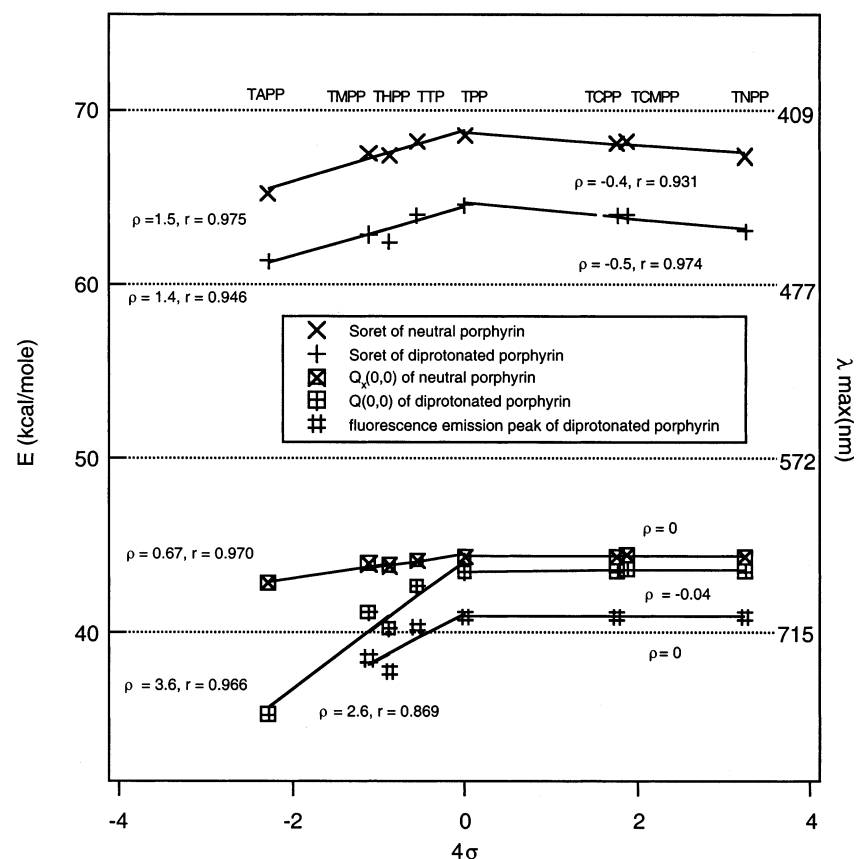 TAPP TMPP THPP TTP TPP TCPP TCMPP TNPP
70
409
ρ = -0.4, r = 0.931
ρ =1.5, r = 0.975
ρ = -0.5, r = 0.974
60
477
ρ = 1.4, r = 0.946
Soret of neutral porphyrin
Soret of diprotonated porphyrin
Qx(0,0) of neutral porphyrin
Q(0,0) of diprotonated porphyrin
fluorescence emission peak of diprotonated porphyrin
E (kcal/mole)
λ max(nm)
50
572
ρ = 0
ρ = 0.67, r = 0.970
ρ = -0.04
40
715
ρ = 0
ρ = 3.6, r = 0.966
ρ = 2.6, r = 0.869
-4 -2 0 2 4
4σ